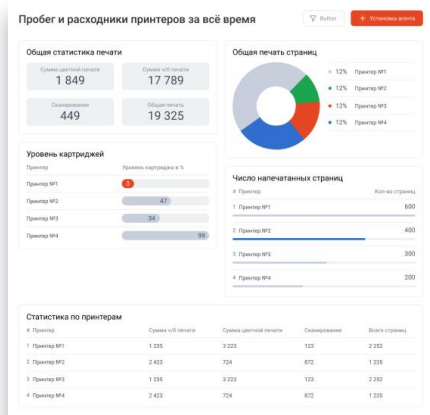 Пробег и расходники принтеров за всё время
Button
+ Установка агента
Общая статистика печати
Сумма цветной печати
1 849
Сумма ч/б печати
17 789
Сканирование
449
Общая печать
19 325
Общая печать страниц
12% Принтер №1
12% Принтер №2
12% Принтер №3
12% Принтер №4
Уровень картриджей
Принтер Уровень картриджа в %
Принтер №1 3
Принтер №2 47
Принтер №3 34
Принтер №4 99
Число напечатанных страниц
# Принтер Кол-во страниц
1 Принтер №1 600
2 Принтер №2 400
3 Принтер №3 300
4 Принтер №4 200
Статистика по принтерам
# Принтер Сумма ч/б печати Сумма цветной печати Сканирование Всего страниц
1 Принтер №1 1 235 3 223 123 2 252
2 Принтер №2 2 423 724 872 1 235
3 Принтер №3 1 235 3 223 123 2 252
4 Принтер №4 2 423 724 872 1 235